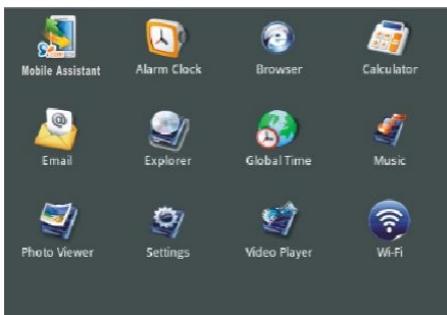 Mobile Assistant Alarm Clock Browser Calculator
@
Email Explorer Global Time Music
Photo Viewer Settings Video Player Wi-Fi